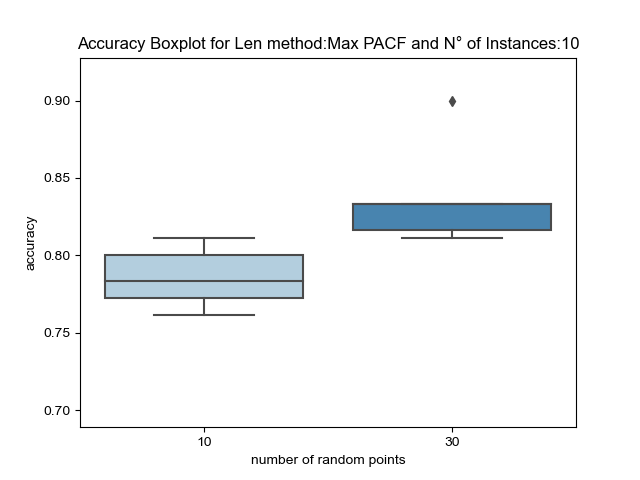 Accuracy Boxplot for Len method:Max PACF and N° of Instances:10
0.90
0.85
0.80
0.75
0.70
accuracy
10 30
number of random points